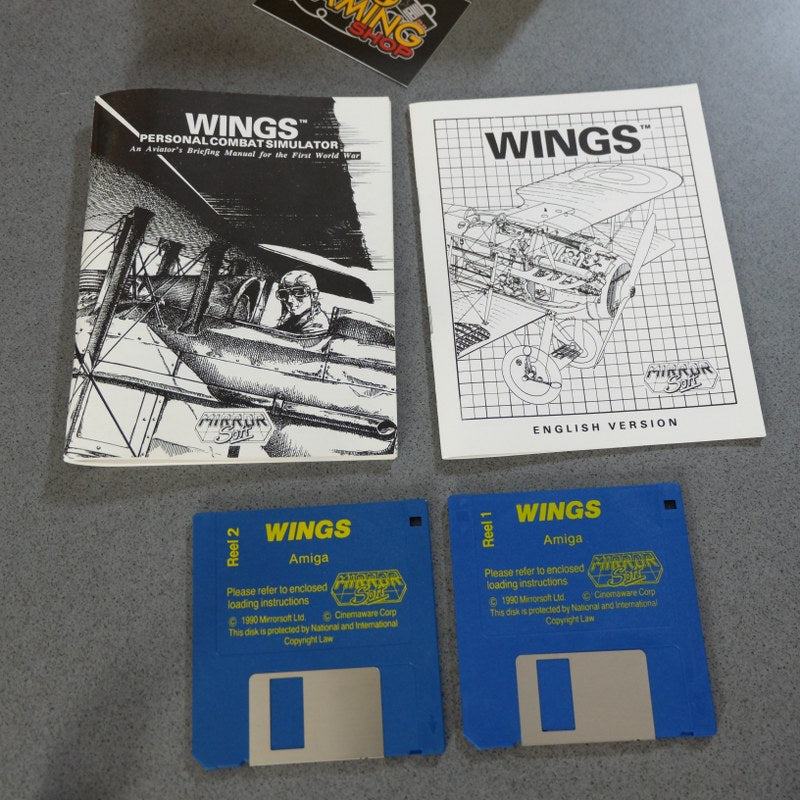 GAMING
SHOP
WINGS™
PERSONAL COMBAT SIMULATOR
An Aviator's Briefing Manual for the First World War
MIRROR
Soft
WINGS™
MIRROR
Soft
ENGLISH VERSION
Reel 2
WINGS
Amiga
Please refer to enclosed
loading instructions
MIRROR
Soft
© 1990 Mirrorsoft Ltd. © Cinemaware Corp
This disk is protected by National and International
Copyright Law
Reel 1
WINGS
Amiga
Please refer to enclosed
loading instructions
MIRROR
Soft
© 1990 Mirrorsoft Ltd. © Cinemaware Corp
This disk is protected by National and International
Copyright Law